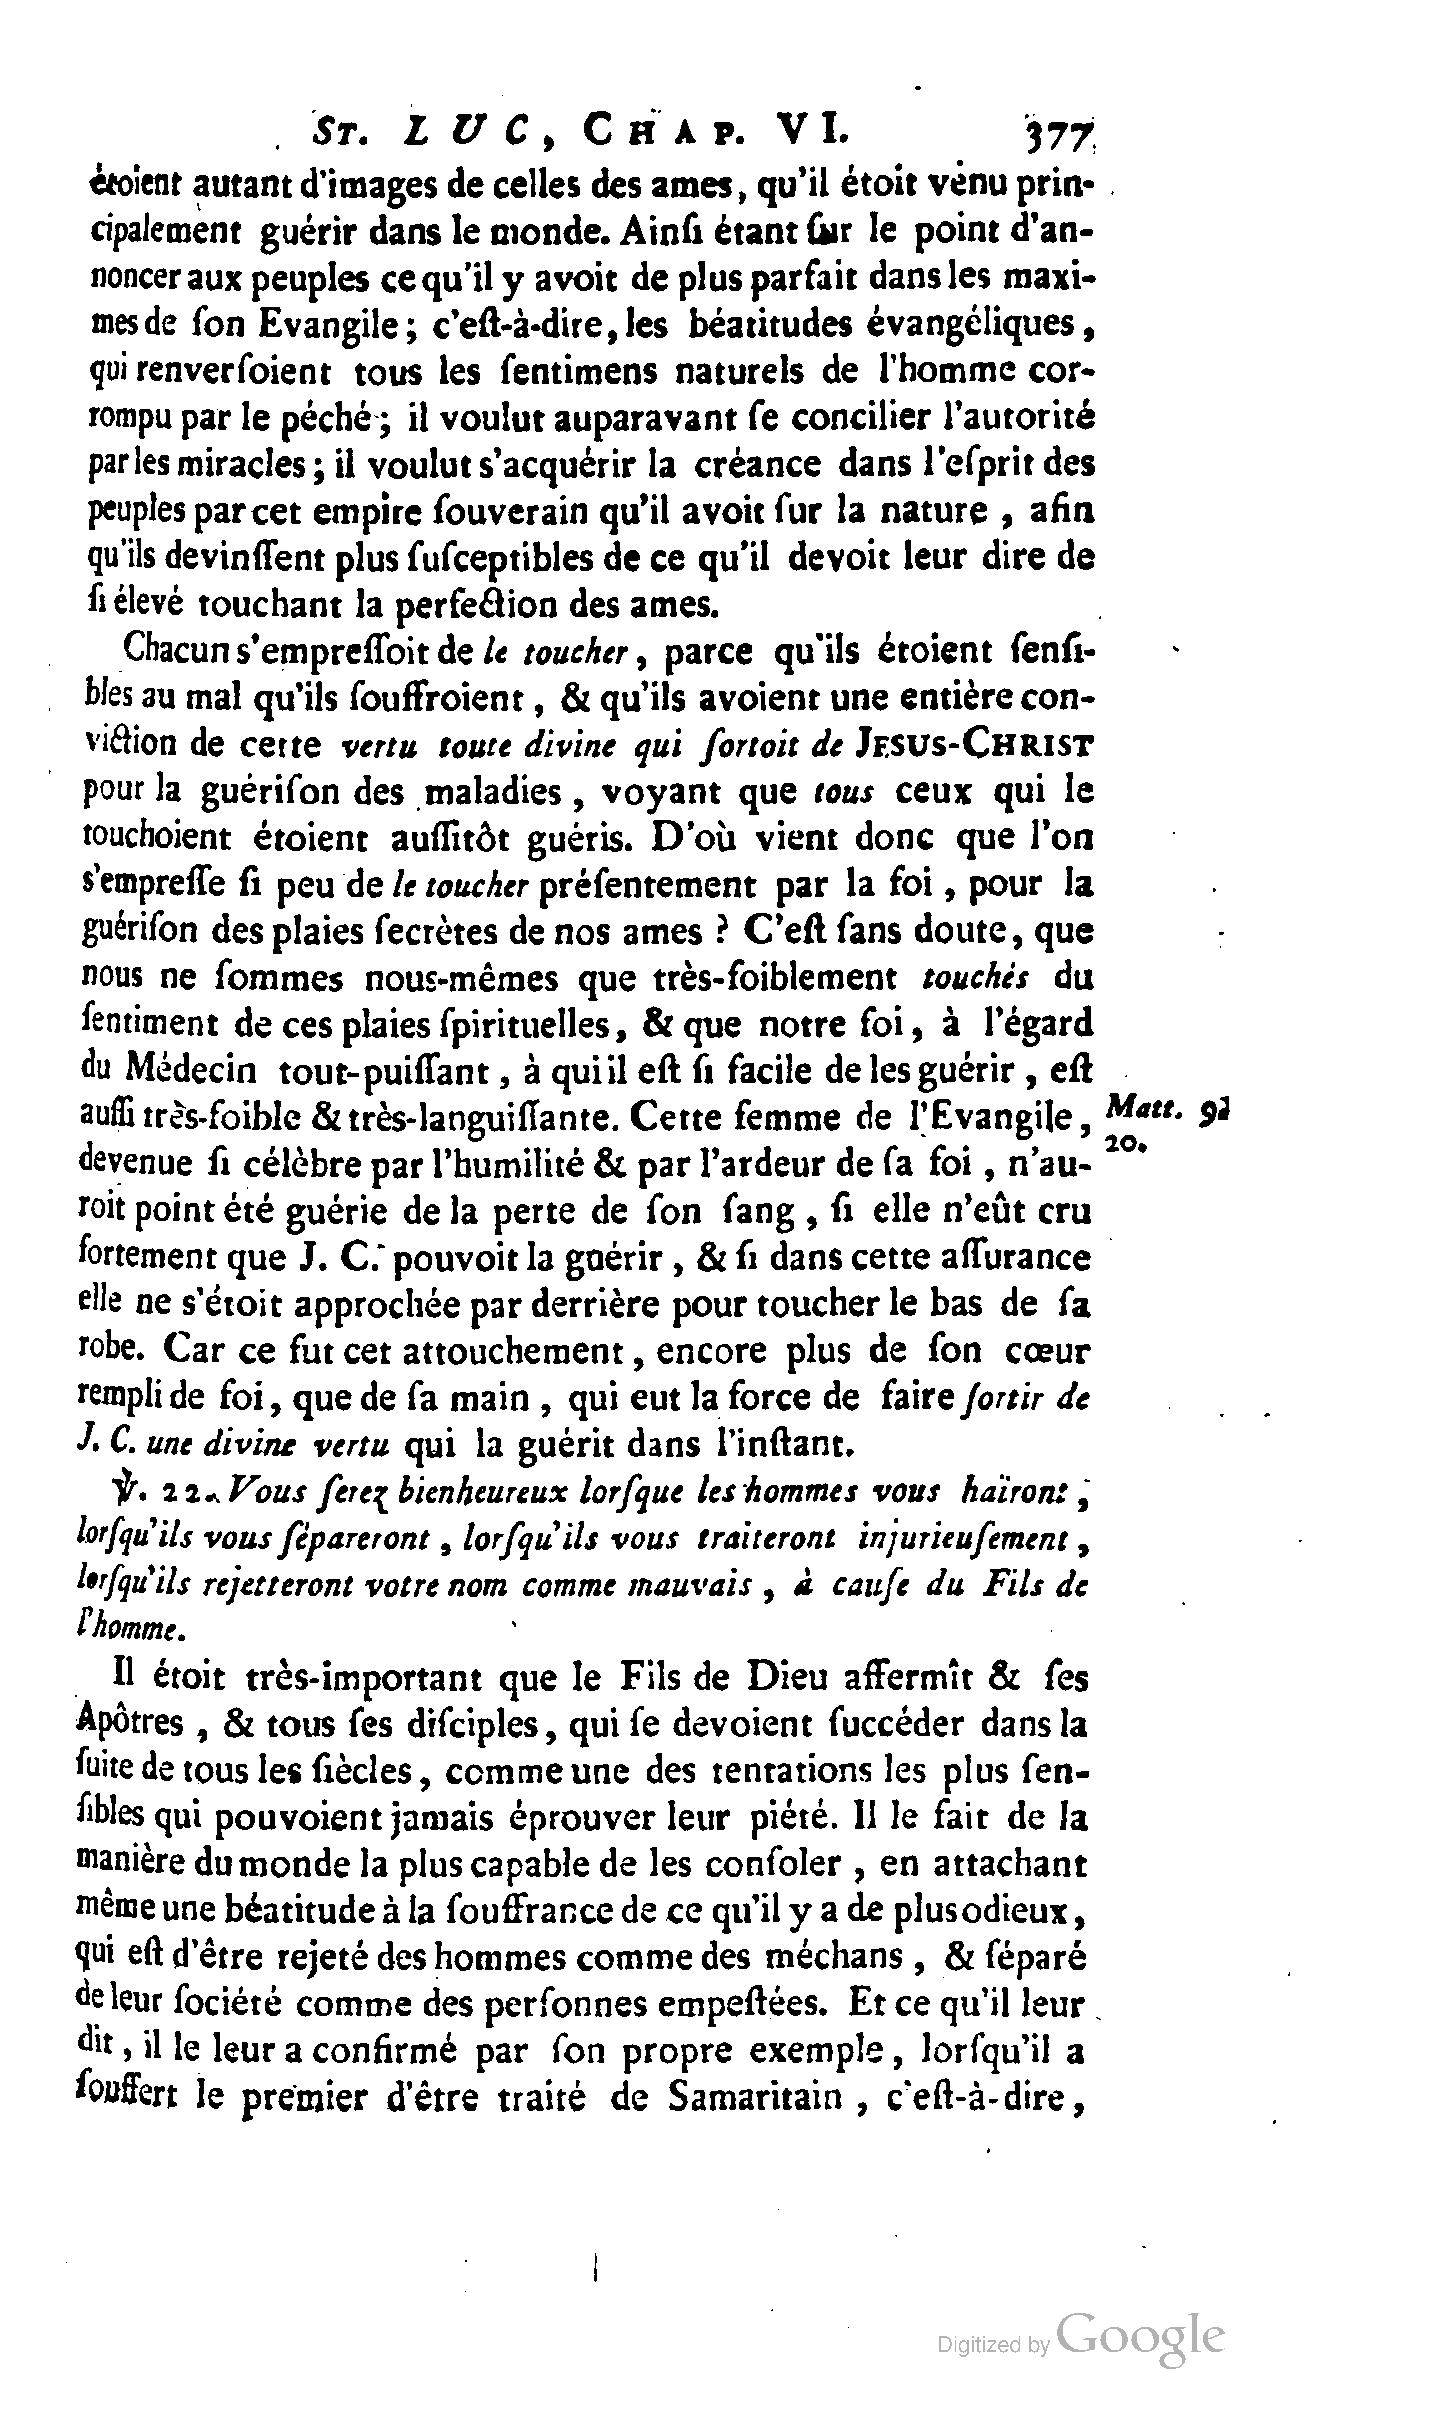 ST. LUC, CHAP. VI. 377
étoient autant d'images de celles des ames, qu'il étoit venu prin-
cipalement guérir dans le monde. Ainſi étant ſur le point d'an-
noncer aux peuples ce qu'il y avoit de plus parfait dans les maxi-
mes de ſon Evangile ; c'eſt-à-dire, les béatitudes évangéliques,
qui renverſoient tous les ſentimens naturels de l'homme cor-
rompu par le péché ; il voulut auparavant ſe concilier l'autorité
par les miracles ; il voulut s'acquérir la créance dans l'eſprit des
peuples par cet empire ſouverain qu'il avoit ſur la nature , afin
qu'ils devinſſent plus ſuſceptibles de ce qu'il devoit leur dire de
ſi élevé touchant la perfection des ames.
Chacun s'empreſſoit de le toucher, parce qu'ils étoient ſenſi-
bles au mal qu'ils ſouffroient , & qu'ils avoient une entière con-
viction de cette vertu toute divine qui ſortoit de JESUS-CHRIST
pour la guériſon des maladies , voyant que tous ceux qui le
touchoient étoient auſſitôt guéris. D'où vient donc que l'on
s'empreſſe ſi peu de le toucher préſentement par la foi , pour la
guériſon des plaies ſecrètes de nos ames ? C'eſt ſans doute, que
nous ne ſommes nous-mêmes que très-foiblement touchés du
ſentiment de ces plaies ſpirituelles, & que notre foi, à l'égard
du Médecin tout-puiſſant , à qui il eſt ſi facile de les guérir , eſt
auſſi très-foible & très-languiſſante. Cette femme de l'Evangile, Matt. 9.
devenue ſi célèbre par l'humilité & par l'ardeur de ſa foi , n'au- 20.
roit point été guérie de la perte de ſon ſang , ſi elle n'eût cru
fortement que J. C. pouvoit la guérir , & ſi dans cette aſſurance
elle ne s'étoit approchée par derrière pour toucher le bas de ſa
robe. Car ce fut cet attouchement , encore plus de ſon cœur
rempli de foi, que de ſa main , qui eut la force de faire ſortir de
J. C. une divine vertu qui la guérit dans l'inſtant.
℣. 22. Vous ſerez bienheureux lorſque les hommes vous haïront ,
lorſqu'ils vous ſépareront , lorſqu'ils vous traiteront injurieuſement ,
lorſqu'ils rejetteront votre nom comme mauvais , à cauſe du Fils de
l'homme.
Il étoit très-important que le Fils de Dieu affermît & ſes
Apôtres , & tous ſes diſciples, qui ſe devoient ſuccéder dans la
ſuite de tous les ſiècles, comme une des tentations les plus ſen-
ſibles qui pouvoient jamais éprouver leur piété. Il le fait de la
manière du monde la plus capable de les conſoler , en attachant
même une béatitude à la ſouffrance de ce qu'il y a de plus odieux,
qui eſt d'être rejeté des hommes comme des méchans , & ſéparé
de leur ſociété comme des perſonnes empeſtées. Et ce qu'il leur
dit , il le leur a confirmé par ſon propre exemple, lorſqu'il a
ſouffert le premier d'être traité de Samaritain , c'eſt-à-dire,
Digitized by Google